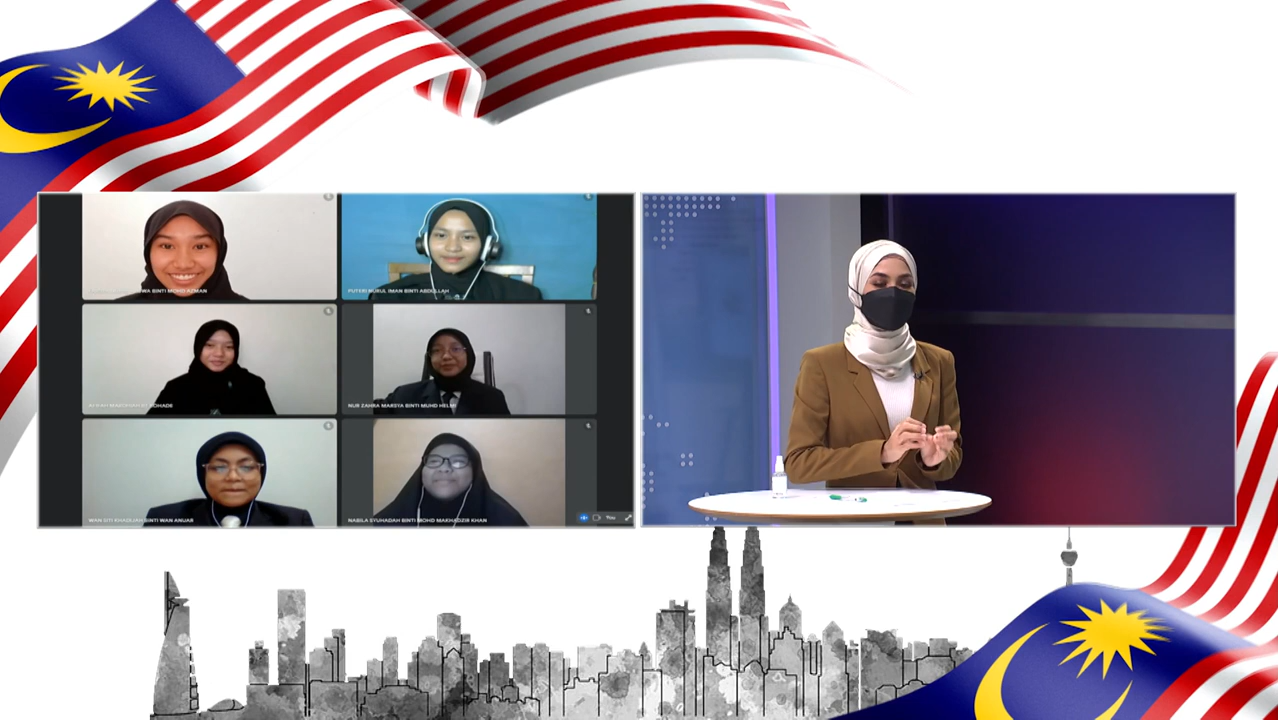 WA BINTI MOHD AZMAN
PUTERI NURUL IMAN BINTI ABDULLAH
NUR ZAHRA MARSYA BINTI MUHD HELMI
WAN SITI KHADIJAH BINTI WAN ANUAR
NABILA SYUHADAH BINTI MOHD MAKHADZIR KHAN
You